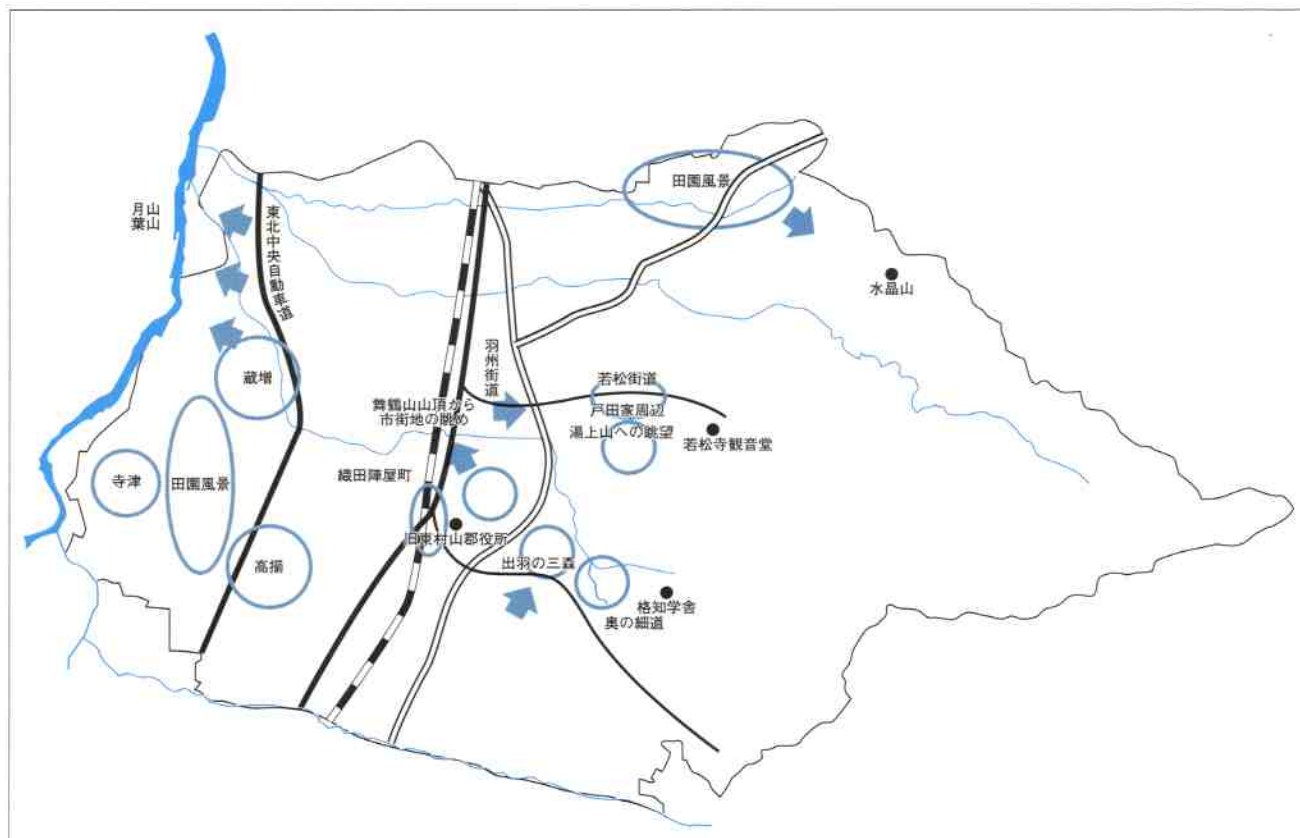 田園風景
月山
葉山
東北中央自動車道
水晶山
羽州街道
蔵増
若松街道
舞鶴山山頂から
市街地の眺め
戸田家周辺
湯上山への眺望
若松寺観音堂
織田陣屋町
寺津
田園風景
旧東村山郡役所
出羽の三森
高擶
格知学舎
奥の細道